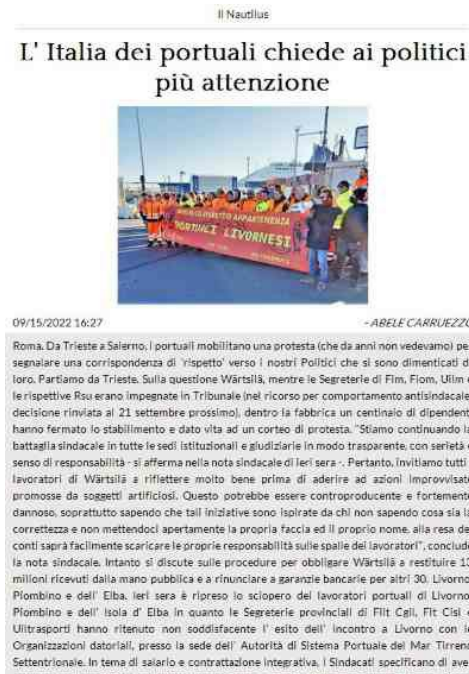 Il Nautilus
L' Italia dei portuali chiede ai politici
più attenzione
APPARTENENZA
PORTUALI LIVORNESI
09/15/2022 16:27
- ABELE CARRUEZZO
Roma. Da Trieste a Salerno, i portuali mobilitano una protesta (che da anni non vedevamo) pe
segnalare una corrispondenza di 'rispetto' verso i nostri Politici che si sono dimenticati d
loro. Partiamo da Trieste. Sulla questione Wärtsilä, mentre le Segreterie di Fim, Fiom, Uilm e
le rispettive Rsu erano impegnate in Tribunale (nel ricorso per comportamento antisindacale
decisione rinviata al 21 settembre prossimo), dentro la fabbrica un centinaio di dipendent
hanno fermato lo stabilimento e dato vita ad un corteo di protesta. "Stiamo continuando la
battaglia sindacale in tutte le sedi istituzionali e giudiziarie in modo trasparente, con serietà e
senso di responsabilità - si afferma nella nota sindacale di ieri sera -. Pertanto, invitiamo tutti i
lavoratori di Wärtsilä a riflettere molto bene prima di aderire ad azioni improvvisate
promosse da soggetti artificiosi. Questo potrebbe essere controproducente e fortemente
dannoso, soprattutto sapendo che tali iniziative sono ispirate da chi non sapendo cosa sia la
correttezza e non mettendoci apertamente la propria faccia ed il proprio nome, alla resa de
conti saprà facilmente scaricare le proprie responsabilità sulle spalle dei lavoratori", conclude
la nota sindacale. Intanto si discute sulle procedure per obbligare Wärtsilä a restituire 13
milioni ricevuti dalla mano pubblica e a rinunciare a garanzie bancarie per altri 30. Livorno
Piombino e dell' Elba. Ieri sera è ripreso lo sciopero dei lavoratori portuali di Livorno
Piombino e dell' Isola d' Elba in quanto le Segreterie provinciali di Filt Cgil, Fit Cisl e
Uiltrasporti hanno ritenuto non soddisfacente l' esito dell' incontro a Livorno con le
Organizzazioni datoriali, presso la sede dell' Autorità di Sistema Portuale del Mar Tirreno
Settentrionale. In tema di salario e contrattazione integrativa, i Sindacati specificano di ave